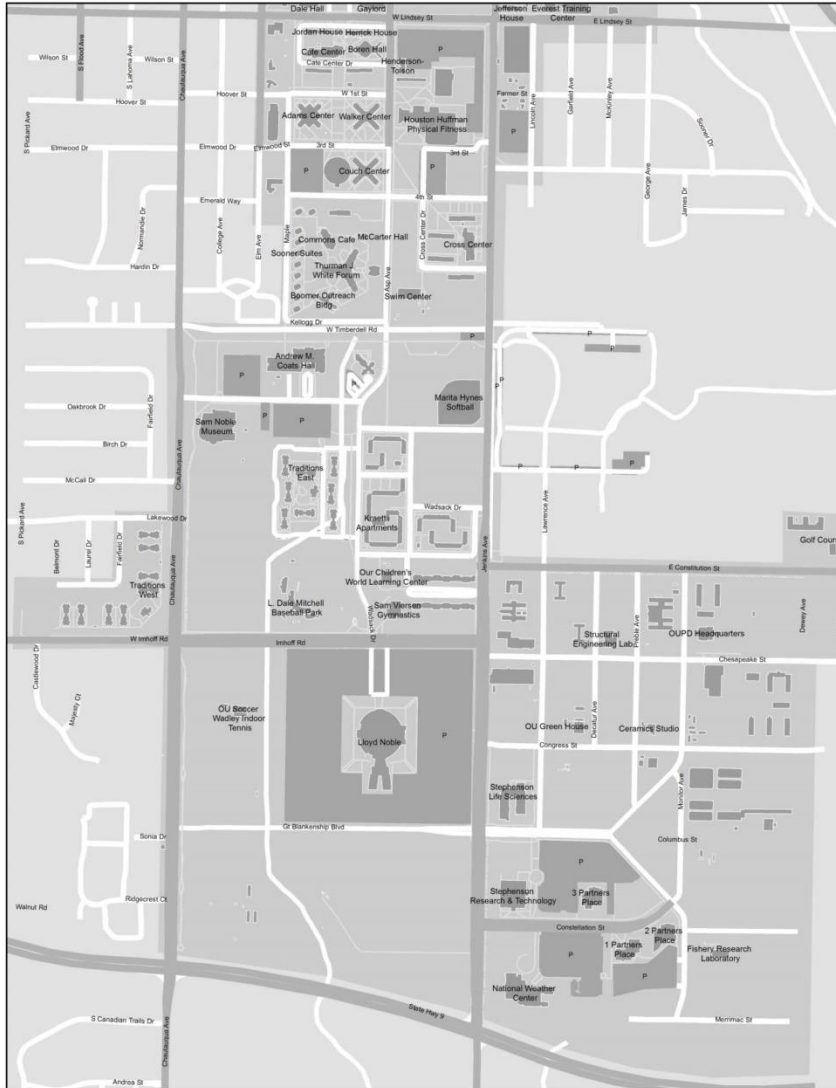 Dale Hall
Gaylord
Jefferson
House
Everest Training
Center
W Lindsey St
E Lindsey St
Jordan House
Herrick House
Cate Center
Boren Hall
Cate Center Dr
Henderson-
Tolson
P
Wilson St
S Flood Ave
S Lahoma Ave
Wilson St
Chautauqua Ave
Hoover St
Hoover St
W 1st St
Farmer St
Lincoln Ave
Garfield Ave
McKinley Ave
Sooner Dr
S Pickard Ave
Adams Center
Walker Center
Houston Huffman
Physical Fitness
P
Elmwood Dr
Elmwood Dr
Elmwood St
3rd St
3rd St
P
Couch Center
P
George Ave
James Dr
Normandie Dr
Emerald Way
College Ave
Elm Ave
Maple
4th St
Cross Center Dr
Commons Cafe
McCarter Hall
Cross Center
Sooner Suites
Thurman J.
White Forum
Hardin Dr
Boomer Outreach
Bldg
S Asp Ave
Swim Center
Kellogg Dr
W Timberdell Rd
P
P
P
Andrew M.
Coats Hall
P
P
P
P
Oakbrook Dr
Fairfield Dr
Marita Hynes
Softball
Sam Noble
Museum
P
P
Birch Dr
Chautauqua Ave
McCall Dr
Traditions
East
P
P
P
S Pickard Ave
Lakewood Dr
Kraettli
Apartments
Wadsack Dr
Lawrence Ave
Belmont Dr
Laurel Dr
Fairfield Dr
Jenkins Ave
Golf Cour
E Constitution St
Traditions
West
Our Children's
World Learning Center
L. Dale Mitchell
Baseball Park
Wadsack Dr
Sam Viersen
Gymnastics
Dewey Ave
W Imhoff Rd
Imhoff Rd
Structural
Engineering Lab
Preble Ave
OUPD Headquarters
Chesapeake St
Castlewood Dr
Majesty Ct
OU Soccer
Wadley Indoor
Tennis
Lloyd Noble
P
OU Green House
Decatur Ave
Ceramics Studio
Congress St
Stephenson
Life Sciences
Monitor Ave
Gt Blankenship Blvd
Columbus St
Sonia Dr
P
Walnut Rd
Ridgecrest Ct
Stephenson
Research & Technology
3 Partners
Place
Constellation St
2 Partners
Place
1 Partners
Place
P
P
Fishery Research
Laboratory
National Weather
Center
State Hwy 9
Merrimac St
S Canadian Trails Dr
Chautauqua Ave
Andrea St